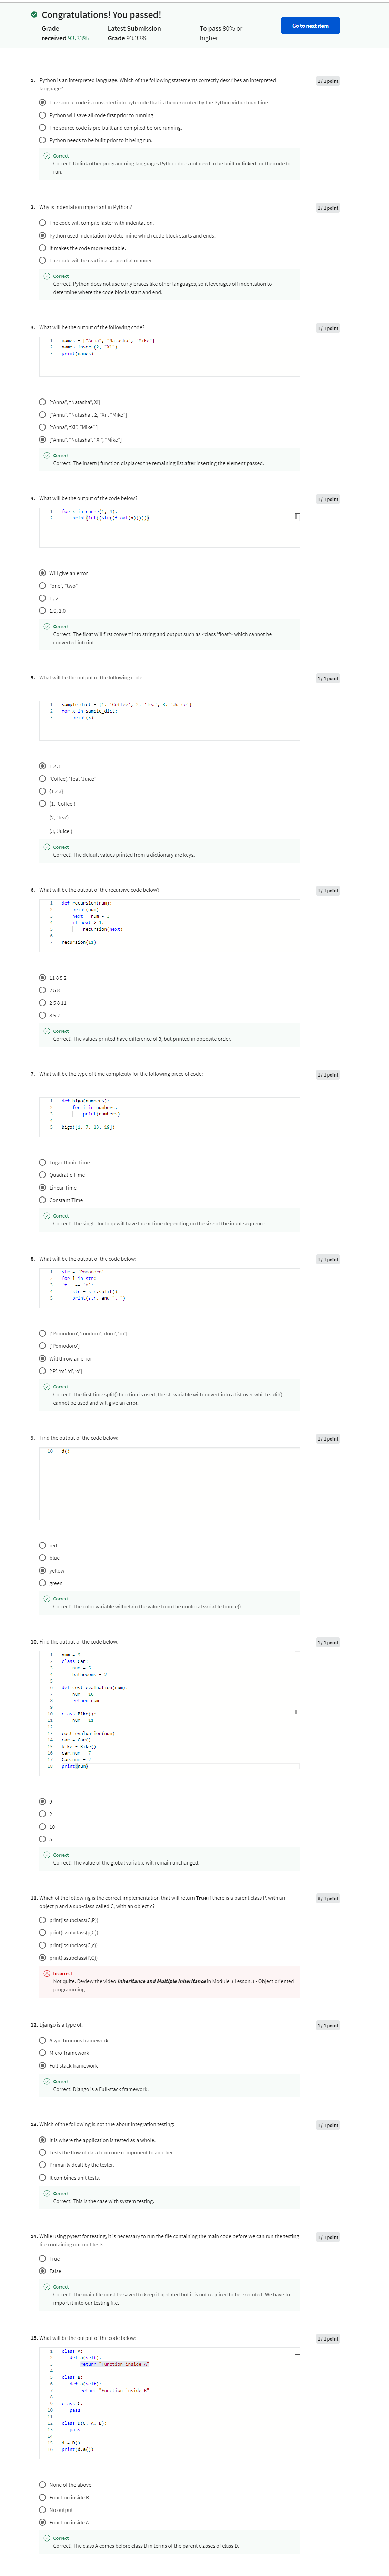 Congratulations! You passed!
Grade received 93.33%
Latest Submission Grade 93.33%
To pass 80% or higher
Go to next item
1. Python is an interpreted language. Which of the following statements correctly describes an interpreted
language?
1 / 1 point
The source code is converted into bytecode that is then executed by the Python virtual machine.
Python will save all code first prior to running.
The source code is pre-built and compiled before running.
Python needs to be built prior to it being run.
Correct
Correct! Unlink other programming languages Python does not need to be built or linked for the code to
run.
2. Why is indentation important in Python?
1 / 1 point
The code will compile faster with indentation.
Python used indentation to determine which code block starts and ends.
It makes the code more readable.
The code will be read in a sequential manner
Correct
Correct! Python does not use curly braces like other languages, so it leverages off indentation to
determine where the code blocks start and end.
3. What will be the output of the following code?
1 / 1 point
1 names = ["Anna", "Natasha", "Mike"]
2 names.insert(2, "Xi")
3 print(names)
["Anna", "Natasha", Xi]
["Anna", "Natasha", 2, "Xi", "Mike"]
["Anna", "Xi", "Mike" ]
["Anna", "Natasha", "Xi", "Mike"]
Correct
Correct! The insert() function displaces the remaining list after inserting the element passed.
4. What will be the output of the code below?
1 / 1 point
1 for x in range(1, 4):
2 print(int((str((float(x))))))
Will give an error
"one", "two"
1 , 2
1.0, 2.0
Correct
Correct! The float will first convert into string and output such as <class 'float'> which cannot be
converted into int.
5. What will be the output of the following code:
1 / 1 point
1 sample_dict = {1: 'Coffee', 2: 'Tea', 3: 'Juice'}
2 for x in sample_dict:
3 print(x)
1 2 3
'Coffee', 'Tea', 'Juice'
{1 2 3}
(1, 'Coffee')
(2, 'Tea')
(3, 'Juice')
Correct
Correct! The default values printed from a dictionary are keys.
6. What will be the output of the recursive code below?
1 / 1 point
1 def recursion(num):
2 print(num)
3 next = num - 3
4 if next > 1:
5 recursion(next)
6
7 recursion(11)
11 8 5 2
2 5 8
2 5 8 11
8 5 2
Correct
Correct! The values printed have difference of 3, but printed in opposite order.
7. What will be the type of time complexity for the following piece of code:
1 / 1 point
1 def bigo(numbers):
2 for i in numbers:
3 print(numbers)
4
5 bigo([1, 7, 13, 19])
Logarithmic Time
Quadratic Time
Linear Time
Constant Time
Correct
Correct! The single for loop will have linear time depending on the size of the input sequence.
8. What will be the output of the code below:
1 / 1 point
1 str = 'Pomodoro'
2 for l in str:
3 if l == 'o':
4 str = str.split()
5 print(str, end=", ")
['Pomodoro', 'modoro', 'doro', 'ro']
['Pomodoro']
Will throw an error
['P', 'm', 'd', 'o']
Correct
Correct! The first time split() function is used, the str variable will convert into a list over which split()
cannot be used and will give an error.
9. Find the output of the code below:
1 / 1 point
10 d()
red
blue
yellow
green
Correct
Correct! The color variable will retain the value from the nonlocal variable from e()
10. Find the output of the code below:
1 / 1 point
1 num = 9
2 class Car:
3 num = 5
4 bathrooms = 2
5
6 def cost_evaluation(num):
7 num = 10
8 return num
9
10 class Bike():
11 num = 11
12
13 cost_evaluation(num)
14 car = Car()
15 bike = Bike()
16 car.num = 7
17 Car.num = 2
18 print(num)
9
2
10
5
Correct
Correct! The value of the global variable will remain unchanged.
11. Which of the following is the correct implementation that will return True if there is a parent class P, with an
object p and a sub-class called C, with an object c?
0 / 1 point
print(issubclass(C,P))
print(issubclass(p,C))
print(issubclass(C,c))
print(issubclass(P,C))
Incorrect
Not quite. Review the video Inheritance and Multiple Inheritance in Module 3 Lesson 3 - Object oriented
programming.
12. Django is a type of:
1 / 1 point
Asynchronous framework
Micro-framework
Full-stack framework
Correct
Correct! Django is a Full-stack framework.
13. Which of the following is not true about Integration testing:
1 / 1 point
It is where the application is tested as a whole.
Tests the flow of data from one component to another.
Primarily dealt by the tester.
It combines unit tests.
Correct
Correct! This is the case with system testing.
14. While using pytest for testing, it is necessary to run the file containing the main code before we can run the testing
file containing our unit tests.
1 / 1 point
True
False
Correct
Correct! The main file must be saved to keep it updated but it is not required to be executed. We have to
import it into our testing file.
15. What will be the output of the code below:
1 / 1 point
1 class A:
2 def a(self):
3 return "Function inside A"
4
5 class B:
6 def a(self):
7 return "Function inside B"
8
9 class C:
10 pass
11
12 class D(C, A, B):
13 pass
14
15 d = D()
16 print(d.a())
None of the above
Function inside B
No output
Function inside A
Correct
Correct! The class A comes before class B in terms of the parent classes of class D.